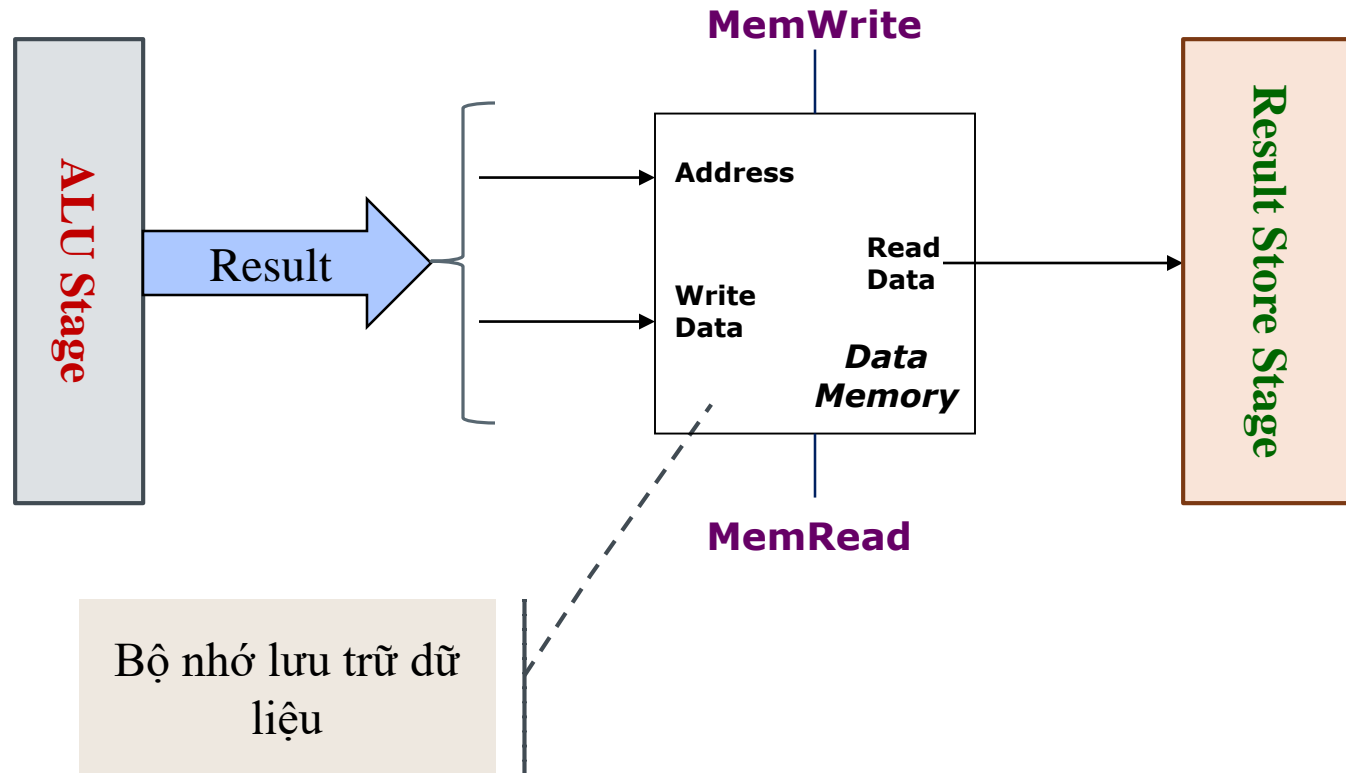 MemWrite
ALU Stage
Result
Address
Read
Data
Write
Data
Data
Memory
Result Store Stage
MemRead
Bộ nhớ lưu trữ dữ
liệu